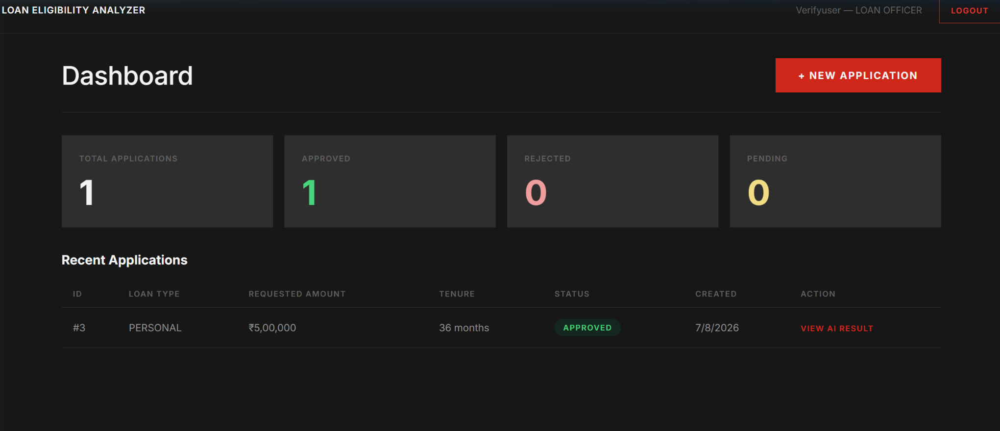 LOAN ELIGIBILITY ANALYZER
Verifyuser — LOAN OFFICER
LOGOUT
Dashboard
+ NEW APPLICATION
TOTAL APPLICATIONS
1
APPROVED
1
REJECTED
0
PENDING
0
Recent Applications
ID LOAN TYPE REQUESTED AMOUNT TENURE STATUS CREATED ACTION
#3 PERSONAL ₹5,00,000 36 months APPROVED 7/8/2026 VIEW AI RESULT